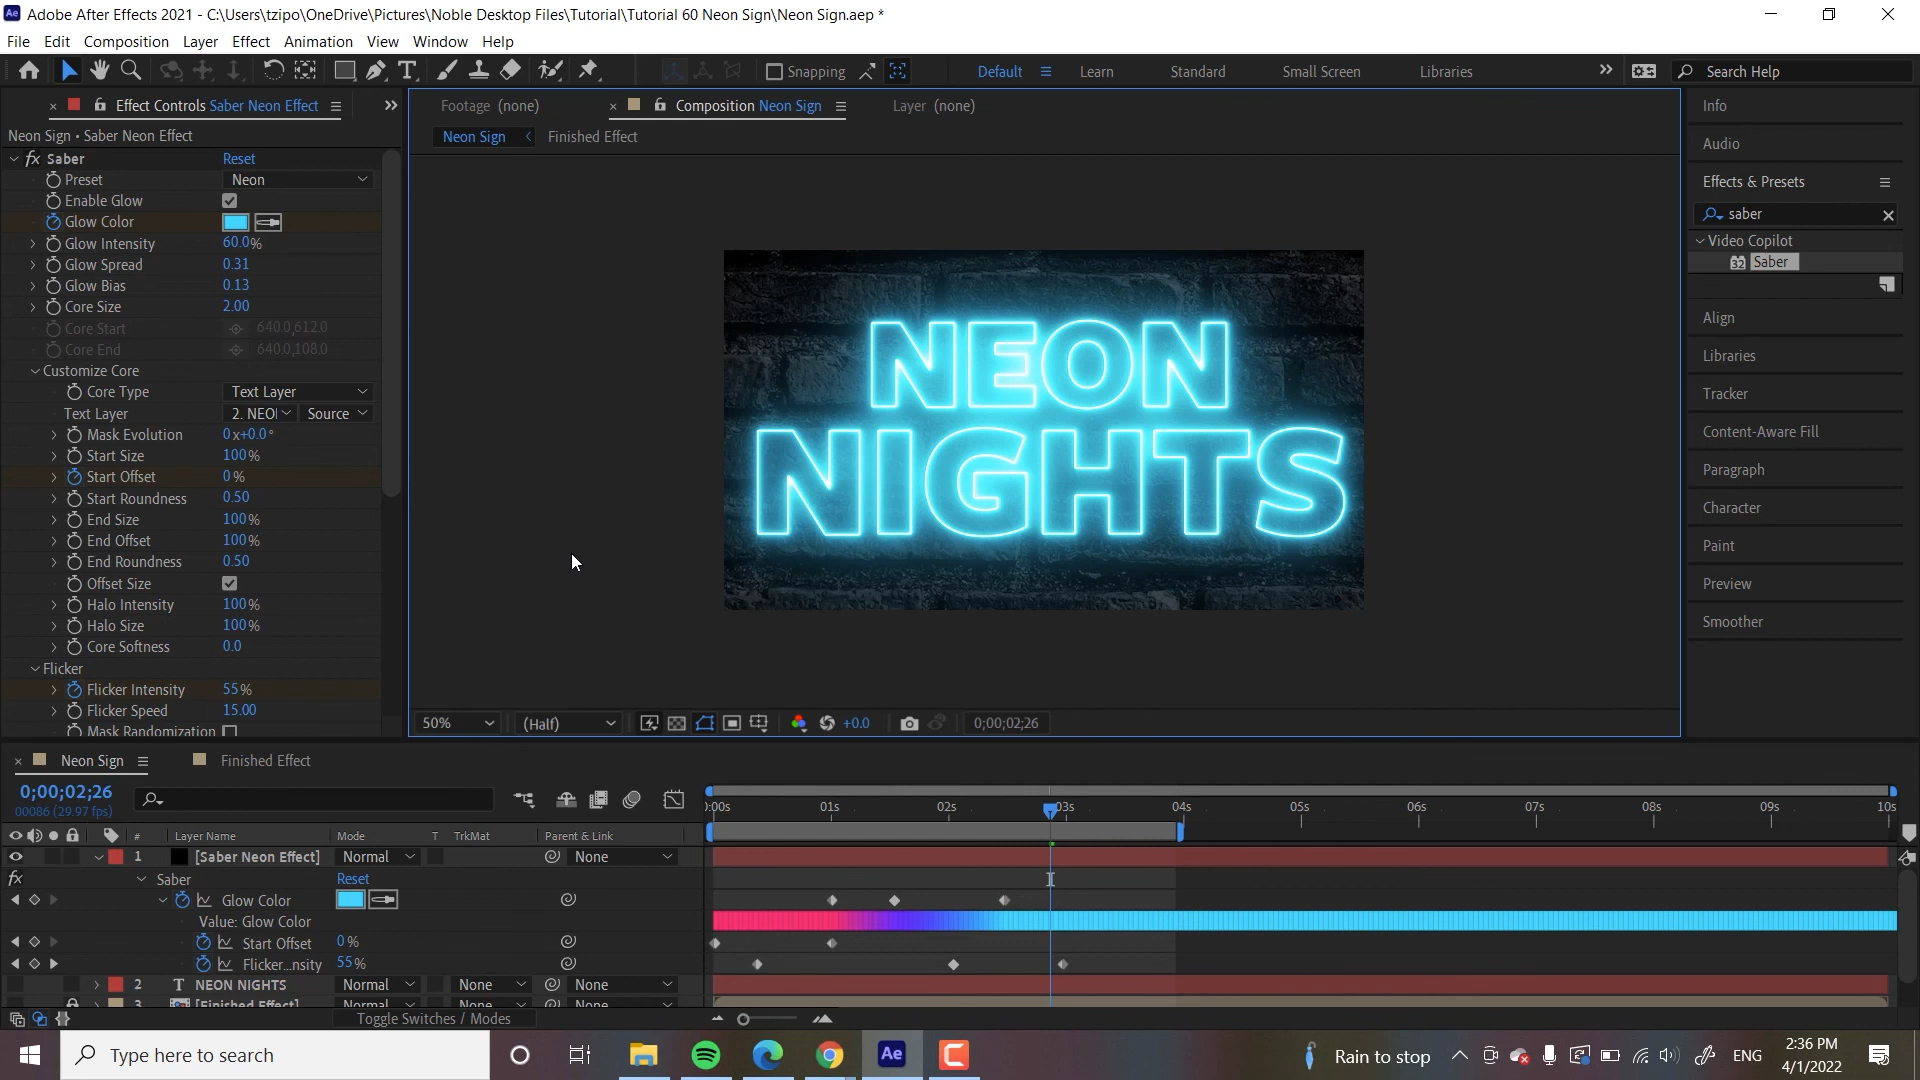 Adobe After Effects 2021 - C:\Users\tzipo\OneDrive\Pictures\Noble Desktop Files\Tutorial\Tutorial 60 Neon Sign\Neon Sign.aep *
File Edit Composition Layer Effect Animation View Window Help
Snapping Default Learn Standard Small Screen Libraries Search Help
Effect Controls Saber Neon Effect
Footage (none) Composition Neon Sign Layer (none)
Info
Neon Sign • Saber Neon Effect
Neon Sign Finished Effect
Audio
fx Saber Reset
Preset Neon
Enable Glow
Glow Color
Glow Intensity 60.0%
Glow Spread 0.31
Glow Bias 0.13
Core Size 2.00
Core Start 640.0,612.0
Core End 640.0,108.0
Customize Core
Core Type Text Layer
Text Layer 2. NEO Source
Mask Evolution 0x+0.0°
Start Size 100%
Start Offset 0%
Start Roundness 0.50
End Size 100%
End Offset 100%
End Roundness 0.50
Offset Size
Halo Intensity 100%
Halo Size 100%
Core Softness 0.0
Flicker
Flicker Intensity 55%
Flicker Speed 15.00
Mask Randomization
NEON
NIGHTS
Effects & Presets
saber
Video Copilot
32 Saber
Align
Libraries
Tracker
Content-Aware Fill
Paragraph
Character
Paint
Preview
Smoother
50% (Half) +0.0 0;00;02;26
Neon Sign Finished Effect
0;00;02;26
00086 (29.97 fps)
0:00s 01s 02s 03s 04s 05s 06s 07s 08s 09s 10s
# Layer Name Mode T TrkMat Parent & Link
1 [Saber Neon Effect] Normal None
fx Saber Reset
Glow Color
Value: Glow Color
Start Offset 0%
Flicker...nsity 55%
2 T NEON NIGHTS Normal None None
3 [Finished Effect] Normal None None
Toggle Switches / Modes
Type here to search
Ae
Rain to stop
ENG
2:36 PM
4/1/2022